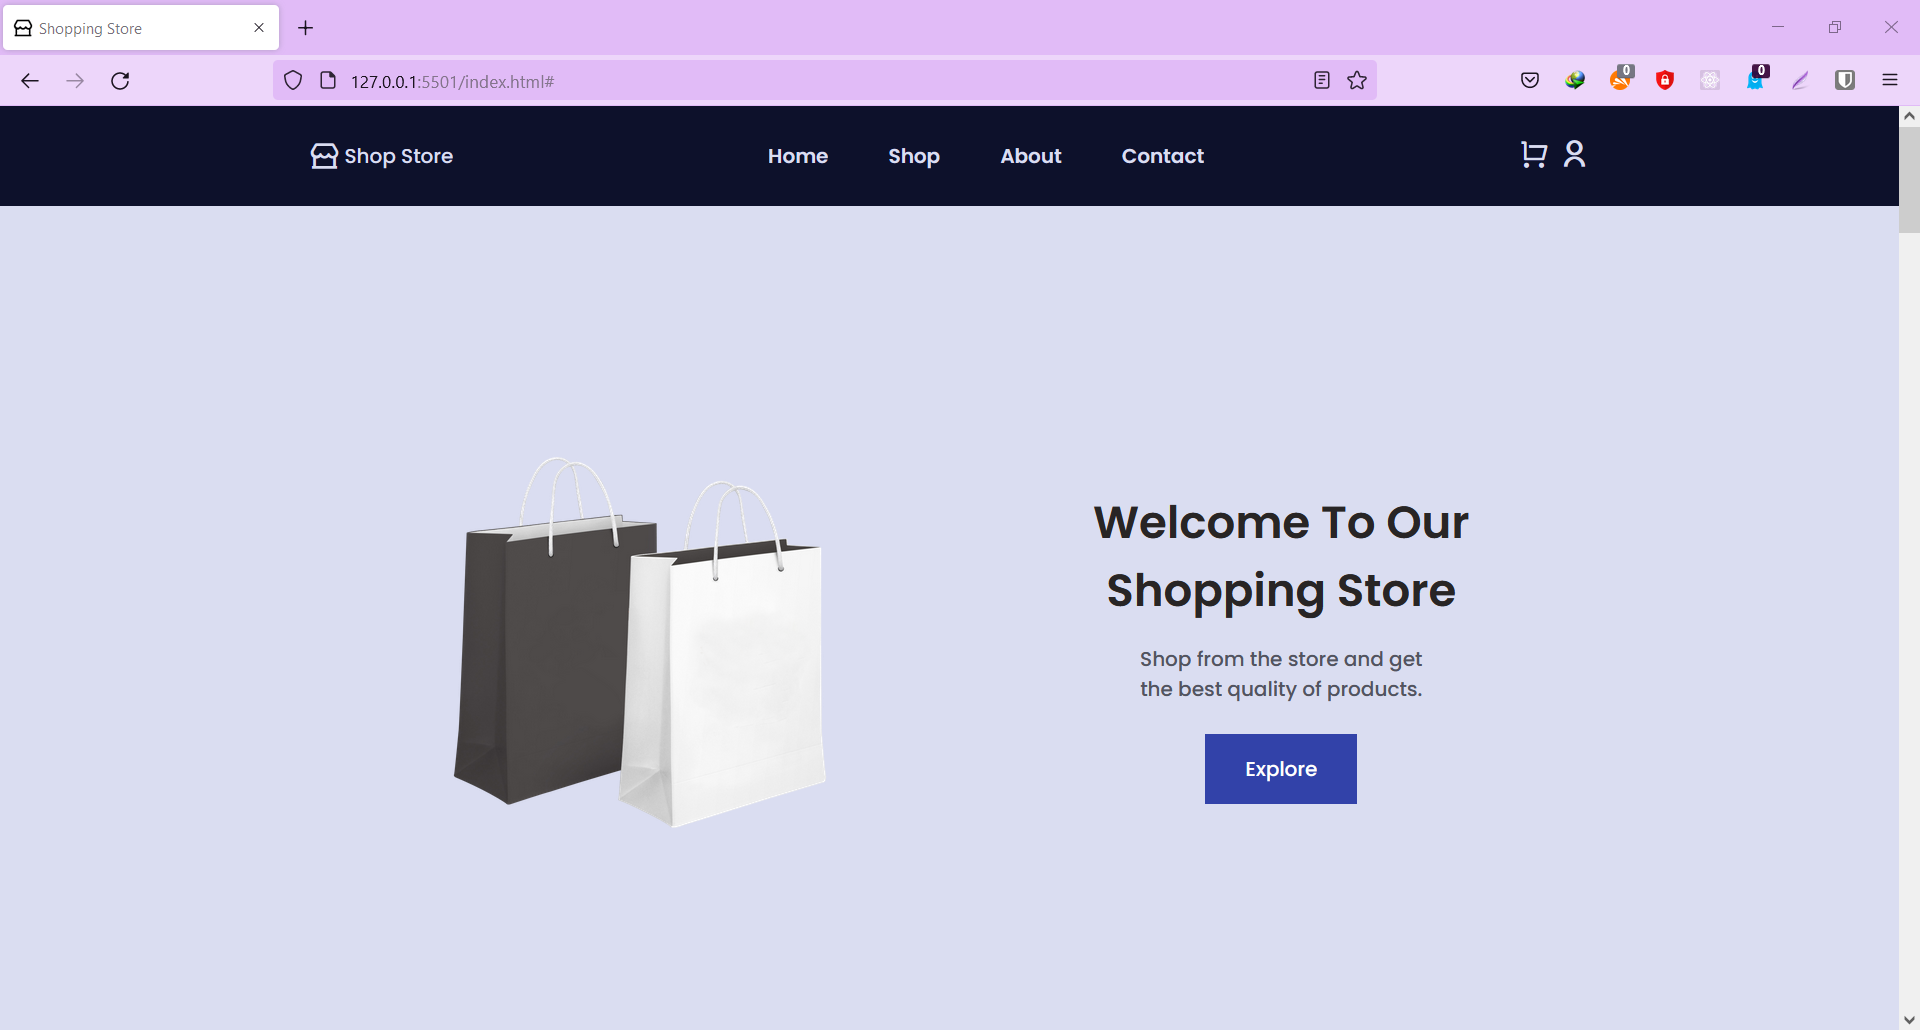 Shopping Store
127.0.0.1:5501/index.html#
0
0
Shop Store
Home
Shop
About
Contact
Welcome To Our
Shopping Store
Shop from the store and get
the best quality of products.
Explore